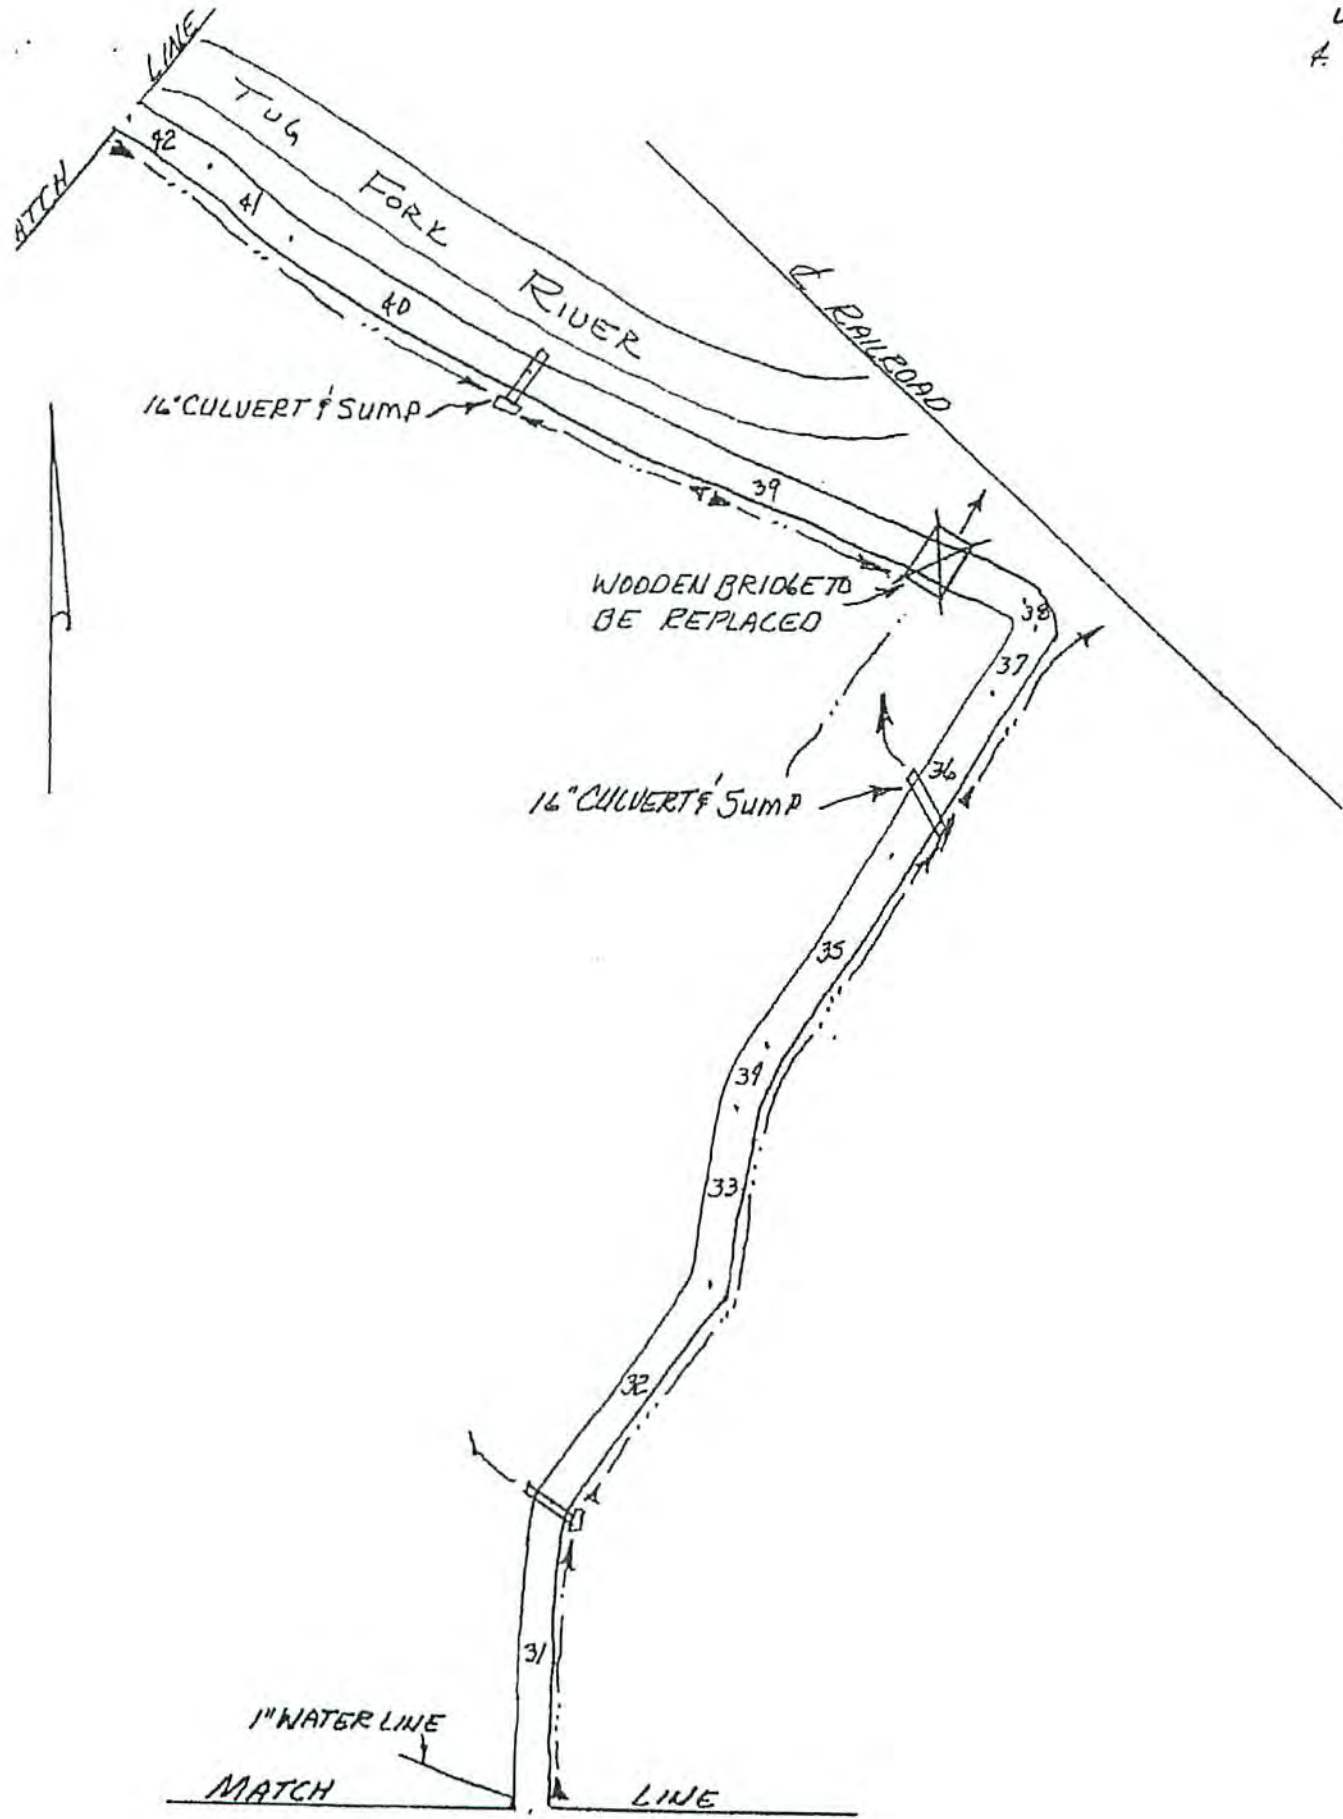 LINE
MATCH
TUG FORK RIVER
42
41
40
℄ RAILROAD
16" CULVERT & SUMP
39
WOODEN BRIDGE TO
BE REPLACED
38
37
36
16" CULVERT & SUMP
35
34
33
32
31
1" WATER LINE
MATCH LINE